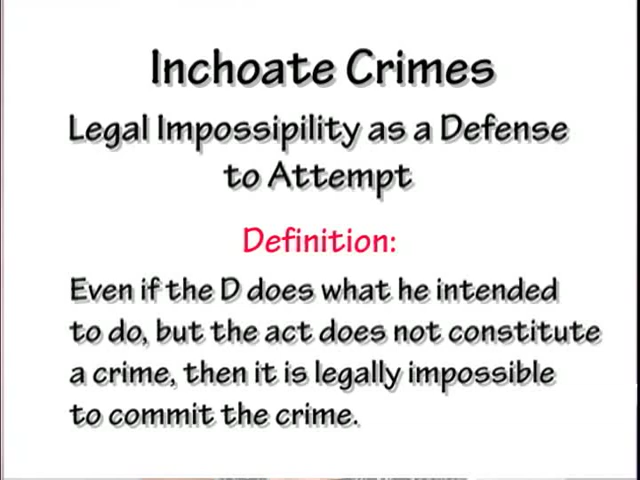 Inchoate Crimes
Legal Impossipility as a Defense
to Attempt
Definition:
Even if the D does what he intended
to do, but the act does not constitute
a crime, then it is legally impossible
to commit the crime.